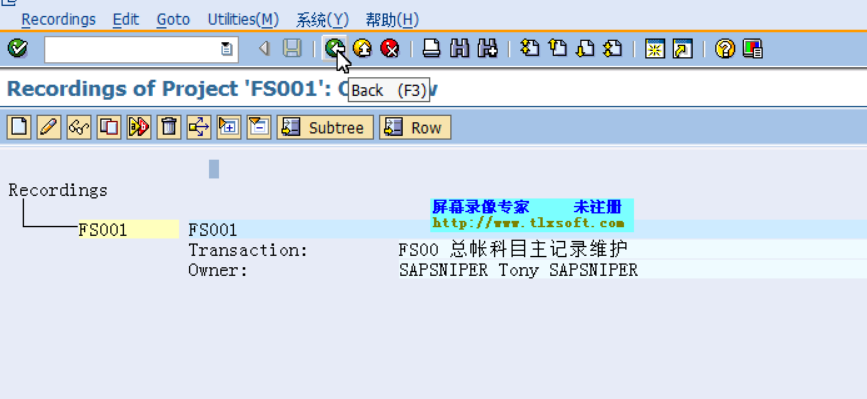 Recordings Edit Goto Utilities(M) 系统(Y) 帮助(H)
Recordings of Project 'FS001':
Back (F3)
Subtree Row
Recordings
屏幕录像专家 未注册
http://www.tlxsoft.com
FS001 FS001
Transaction: FS00 总帐科目主记录维护
Owner: SAPSNIPER Tony SAPSNIPER